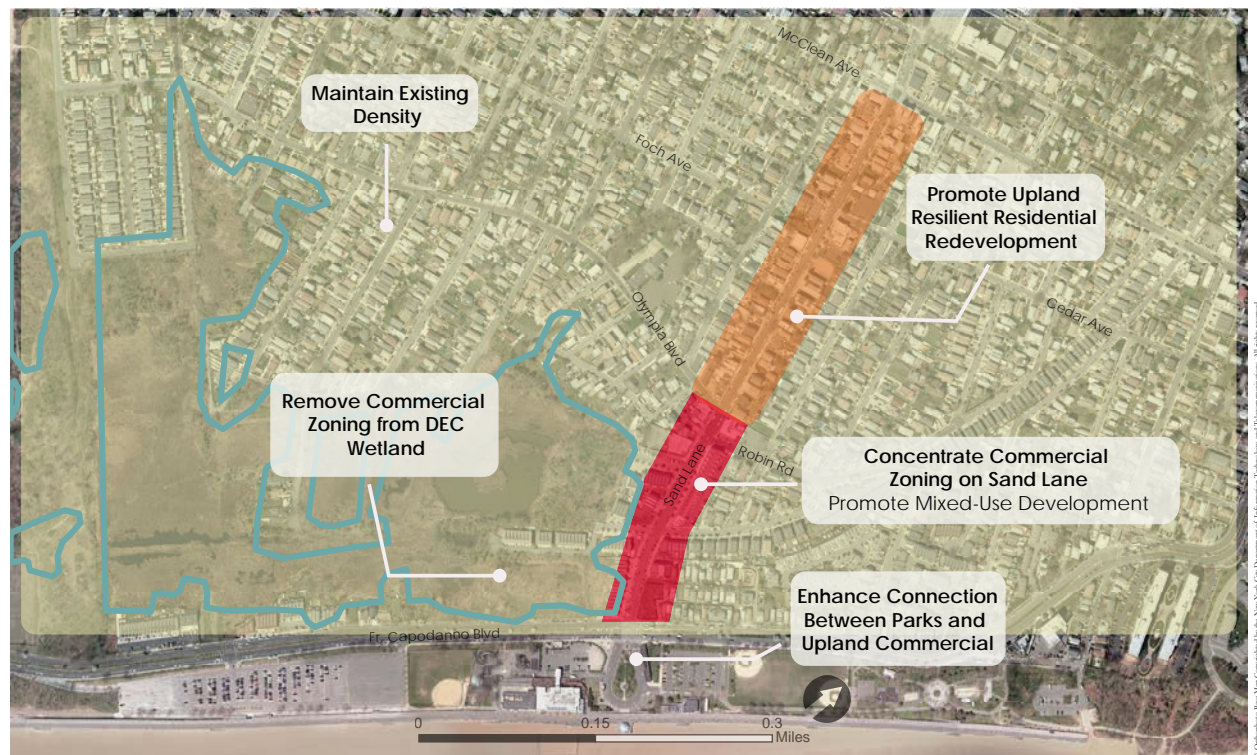 McClean Ave
Maintain Existing
Density
Foch Ave
Promote Upland
Resilient Residential
Redevelopment
Olympia Blvd
Cedar Ave
Remove Commercial
Zoning from DEC
Wetland
Sand Lane
Robin Rd
Concentrate Commercial
Zoning on Sand Lane
Promote Mixed-Use Development
Enhance Connection
Between Parks and
Upland Commercial
Fr. Capodanno Blvd
0
0.15
0.3
Miles